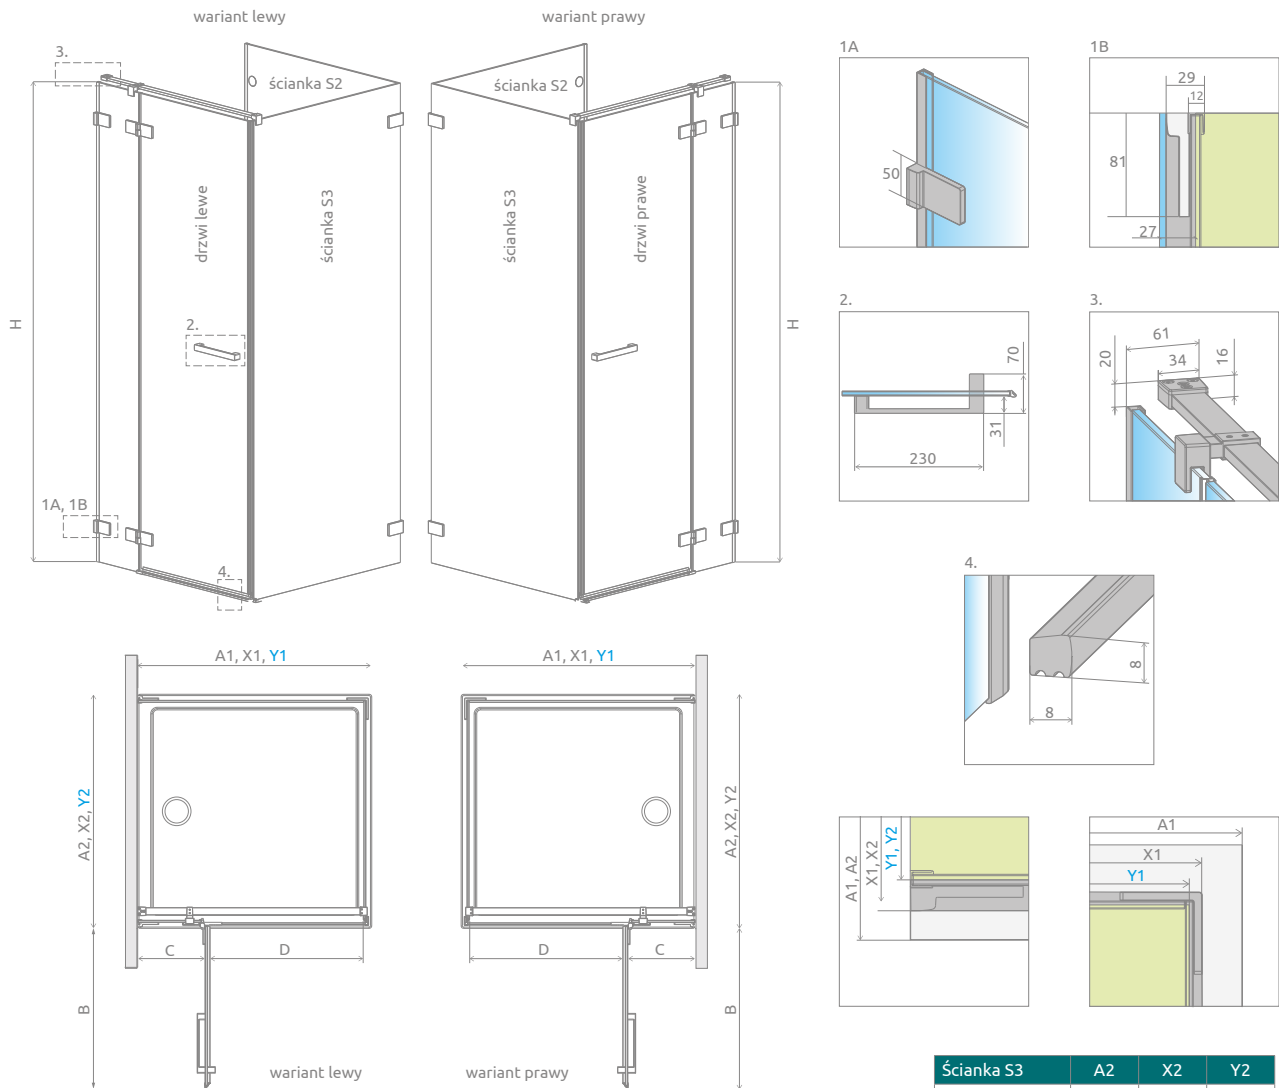 wariant lewy
wariant prawy
3.
ścianka S2
drzwi lewe
ścianka S3
H
2.
1A, 1B
4.
ścianka S2
ścianka S3
drzwi prawe
H
1A
50
1B
29
12
81
27
2.
70
31
230
3.
61
34
20
16
4.
8
8
A1, X1, Y1
A2, X2, Y2
C
D
B
wariant lewy
A1, X1, Y1
A2, X2, Y2
D
C
B
wariant prawy
A1, A2
X1, X2
Y1, Y2
A1
X1
Y1
Ścianka S3 A2 X2 Y2